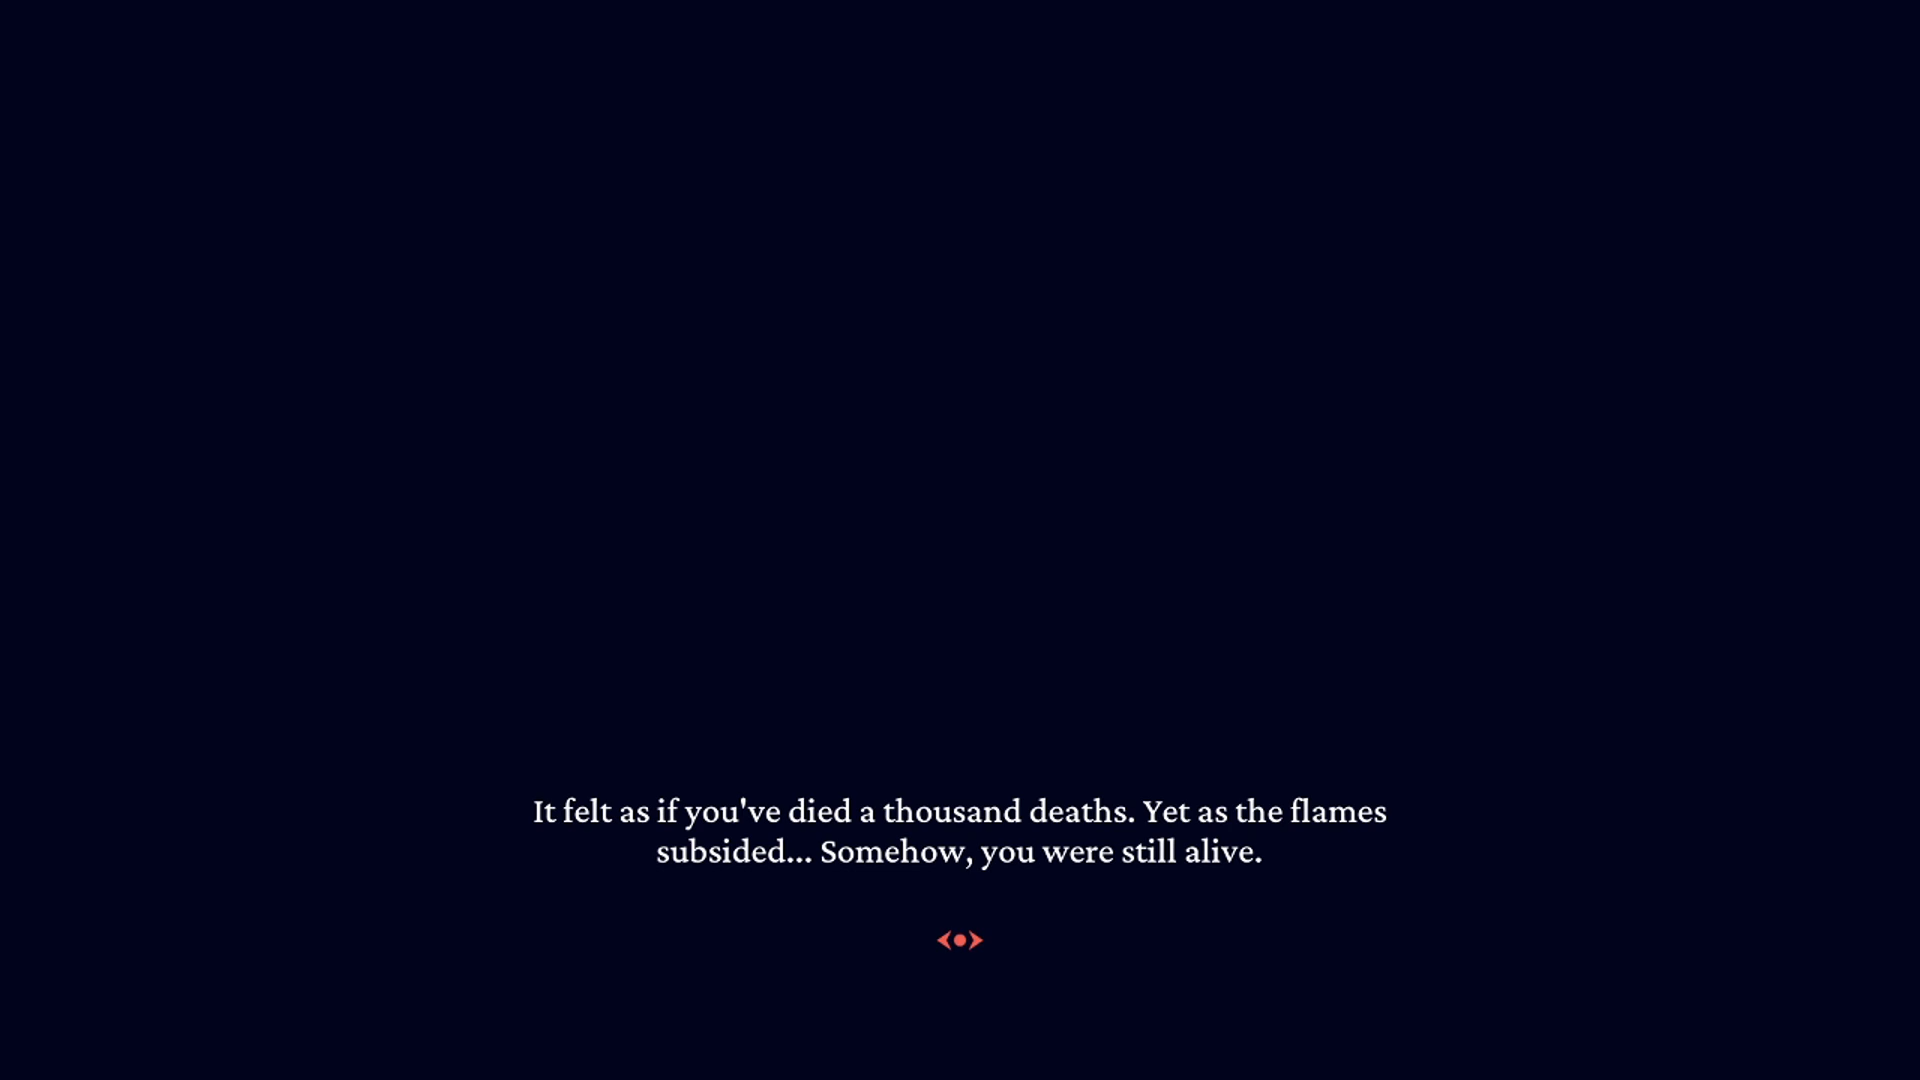 It felt as if you've died a thousand deaths. Yet as the flames
subsided... Somehow, you were still alive.